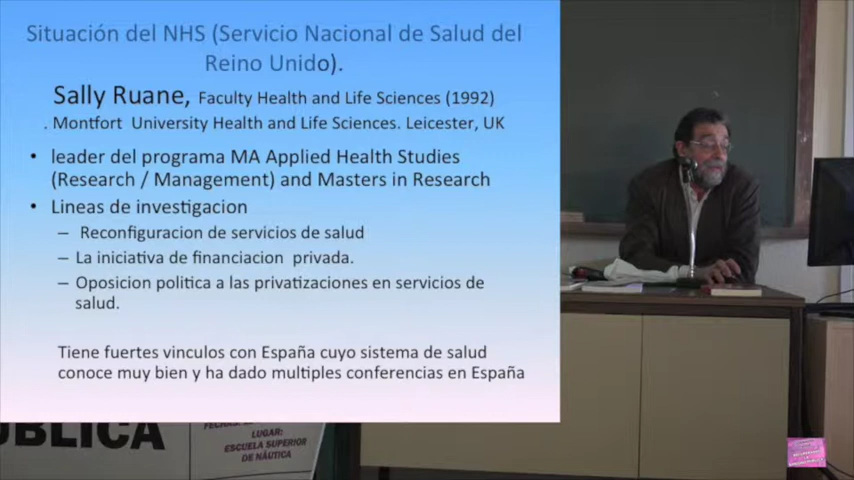 Situación del NHS (Servicio Nacional de Salud del
Reino Unido).
Sally Ruane, Faculty Health and Life Sciences (1992)
. Montfort University Health and Life Sciences. Leicester, UK
• leader del programa MA Applied Health Studies
(Research / Management) and Masters in Research
• Lineas de investigacion
– Reconfiguracion de servicios de salud
– La iniciativa de financiacion privada.
– Oposicion politica a las privatizaciones en servicios de
salud.
Tiene fuertes vinculos con España cuyo sistema de salud
conoce muy bien y ha dado multiples conferencias en España
LUGAR:
ESCUELA SUPERIOR
DE NÁUTICA